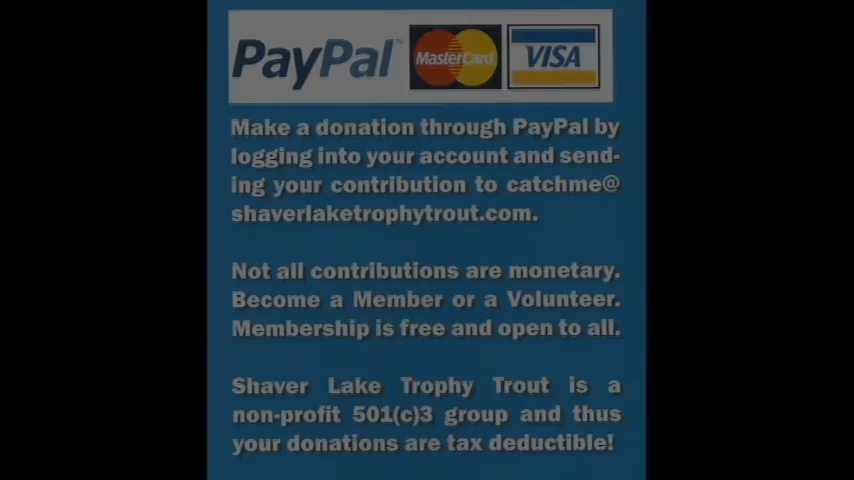 PayPal™ MasterCard VISA
Make a donation through PayPal by
logging into your account and send-
ing your contribution to catchme@
shaverlaketrophytrout.com.
Not all contributions are monetary.
Become a Member or a Volunteer.
Membership is free and open to all.
Shaver Lake Trophy Trout is a
non-profit 501(c)3 group and thus
your donations are tax deductible!